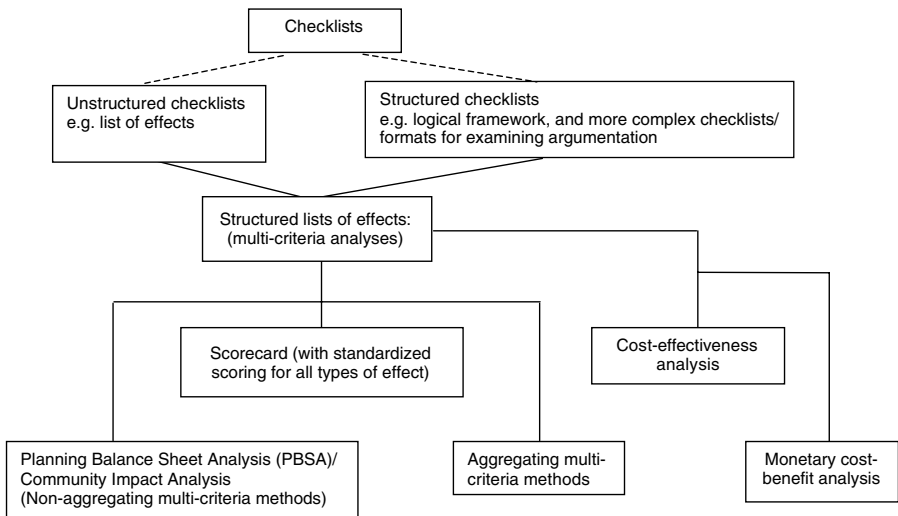 Checklists
Unstructured checklists
e.g. list of effects
Structured checklists
e.g. logical framework, and more complex checklists/
formats for examining argumentation
Structured lists of effects:
(multi-criteria analyses)
Scorecard (with standardized
scoring for all types of effect)
Cost-effectiveness
analysis
Planning Balance Sheet Analysis (PBSA)/
Community Impact Analysis
(Non-aggregating multi-criteria methods)
Aggregating multi-
criteria methods
Monetary cost-
benefit analysis